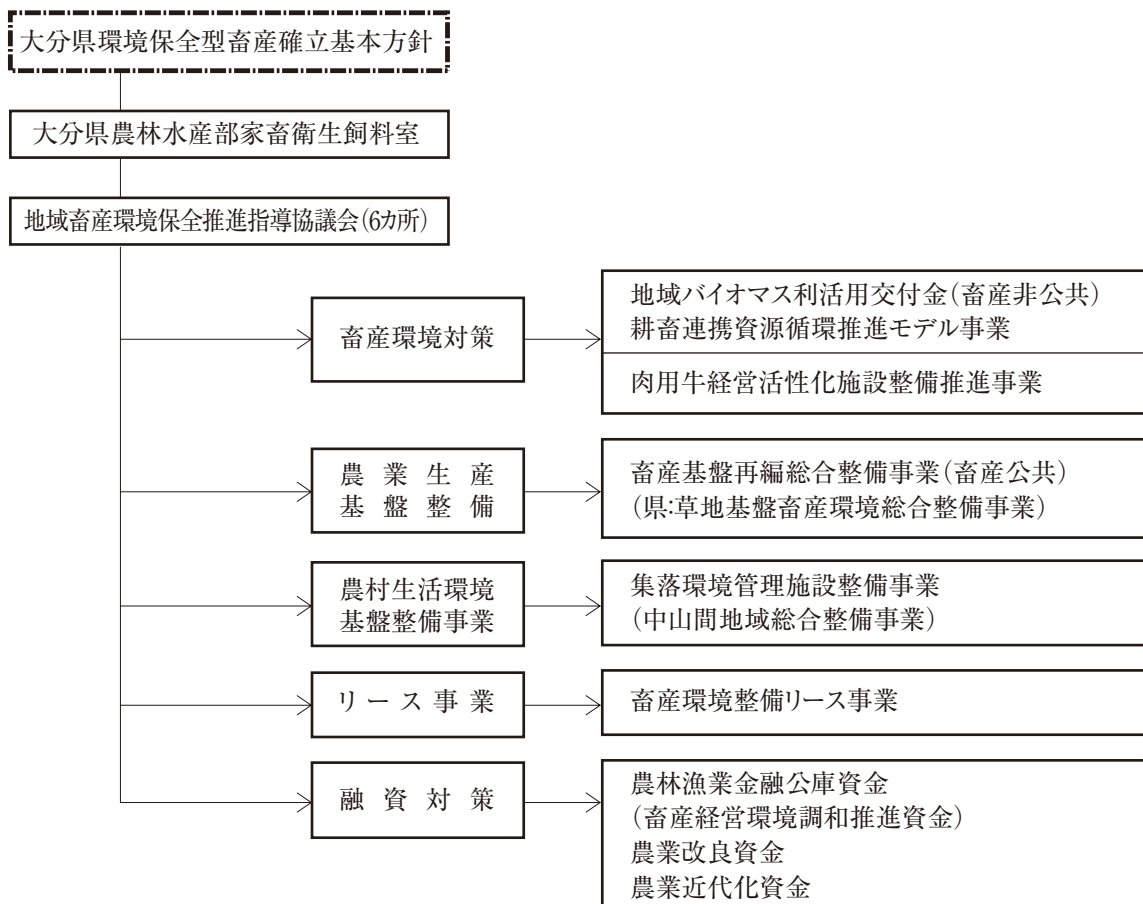 大分県環境保全型畜産確立基本方針
大分県農林水産部家畜衛生飼料室
地域畜産環境保全推進指導協議会(6カ所)
畜産環境対策
地域バイオマス利活用交付金(畜産非公共)
耕畜連携資源循環推進モデル事業
肉用牛経営活性化施設整備推進事業
農業生産
基盤整備
畜産基盤再編総合整備事業(畜産公共)
(県:草地基盤畜産環境総合整備事業)
農村生活環境
基盤整備事業
集落環境管理施設整備事業
(中山間地域総合整備事業)
リース事業
畜産環境整備リース事業
融資対策
農林漁業金融公庫資金
(畜産経営環境調和推進資金)
農業改良資金
農業近代化資金